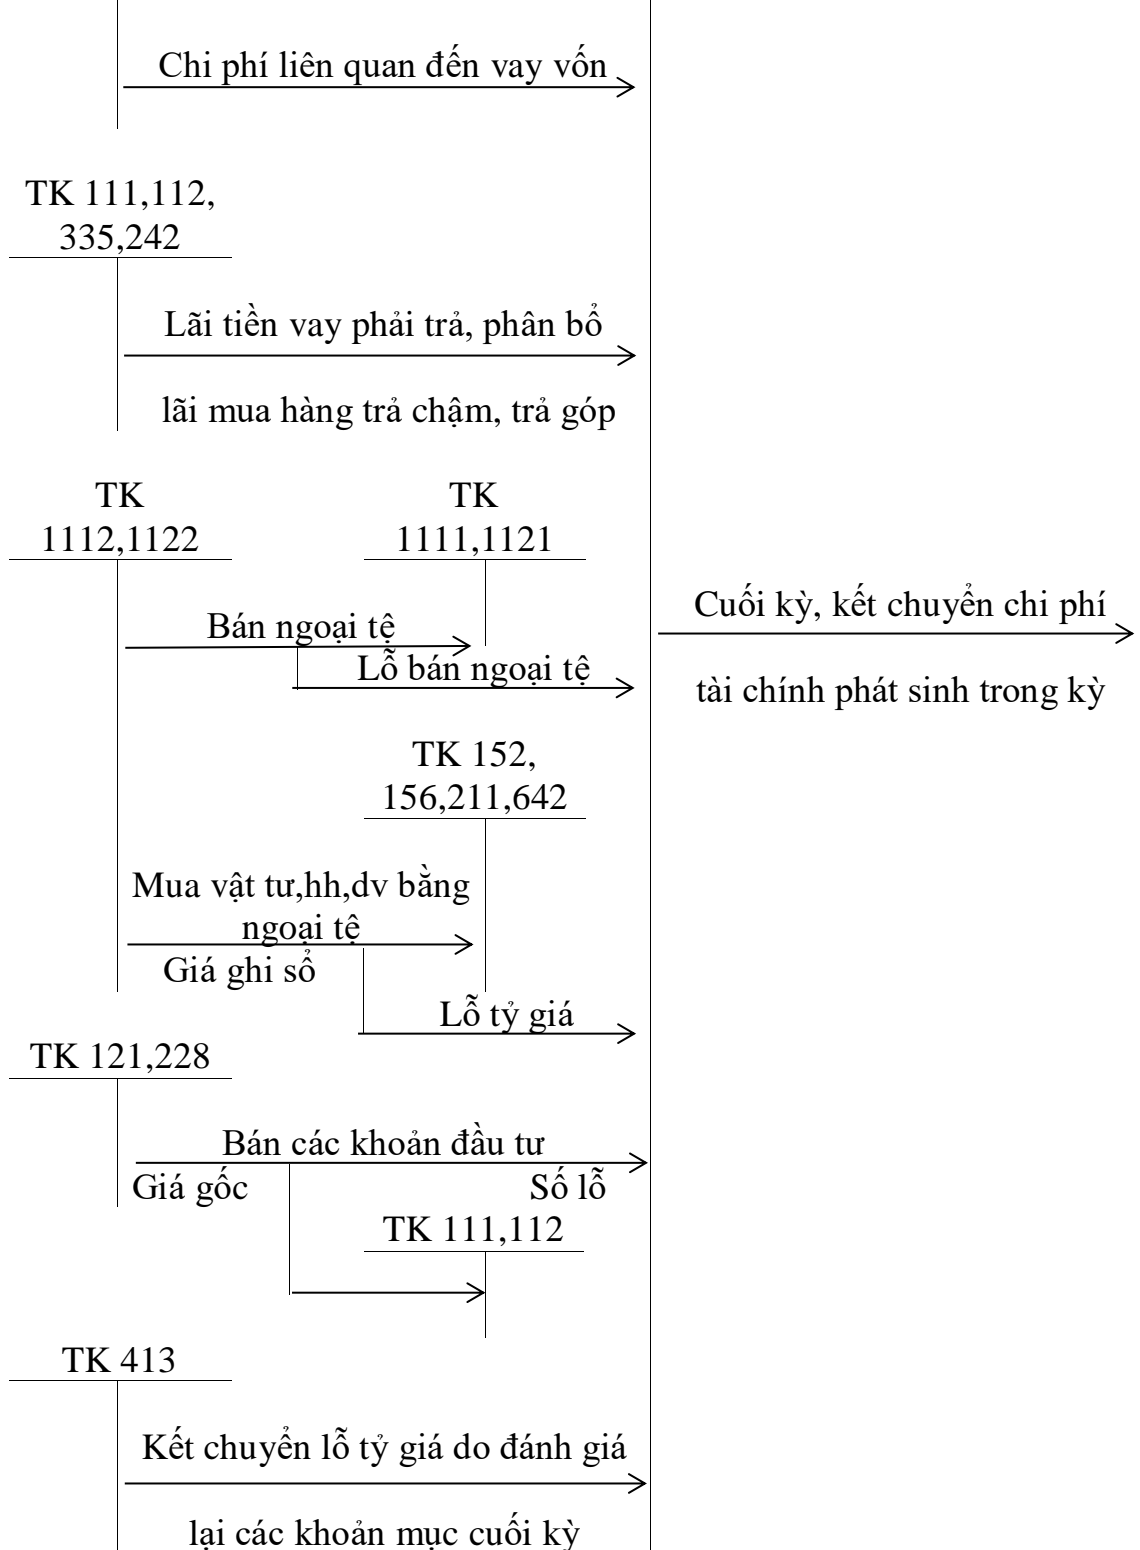 Chi phí liên quan đến vay vốn
TK 111,112,
335,242
Lãi tiền vay phải trả, phân bổ
lãi mua hàng trả chậm, trả góp
TK
1112,1122
TK
1111,1121
Bán ngoại tệ
Lỗ bán ngoại tệ
Cuối kỳ, kết chuyển chi phí
tài chính phát sinh trong kỳ
TK 152,
156,211,642
Mua vật tư,hh,dv bằng
ngoại tệ
Giá ghi sổ
Lỗ tỷ giá
TK 121,228
Bán các khoản đầu tư
Giá gốc
Số lỗ
TK 111,112
TK 413
Kết chuyển lỗ tỷ giá do đánh giá
lại các khoản mục cuối kỳ